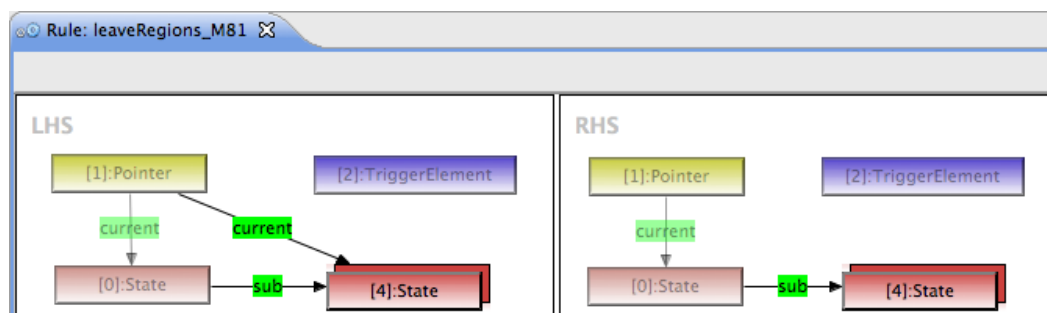 Rule: leaveRegions_M81
LHS
[1]:Pointer
[2]:TriggerElement
current
current
[0]:State
sub
[4]:State
RHS
[1]:Pointer
[2]:TriggerElement
current
[0]:State
sub
[4]:State